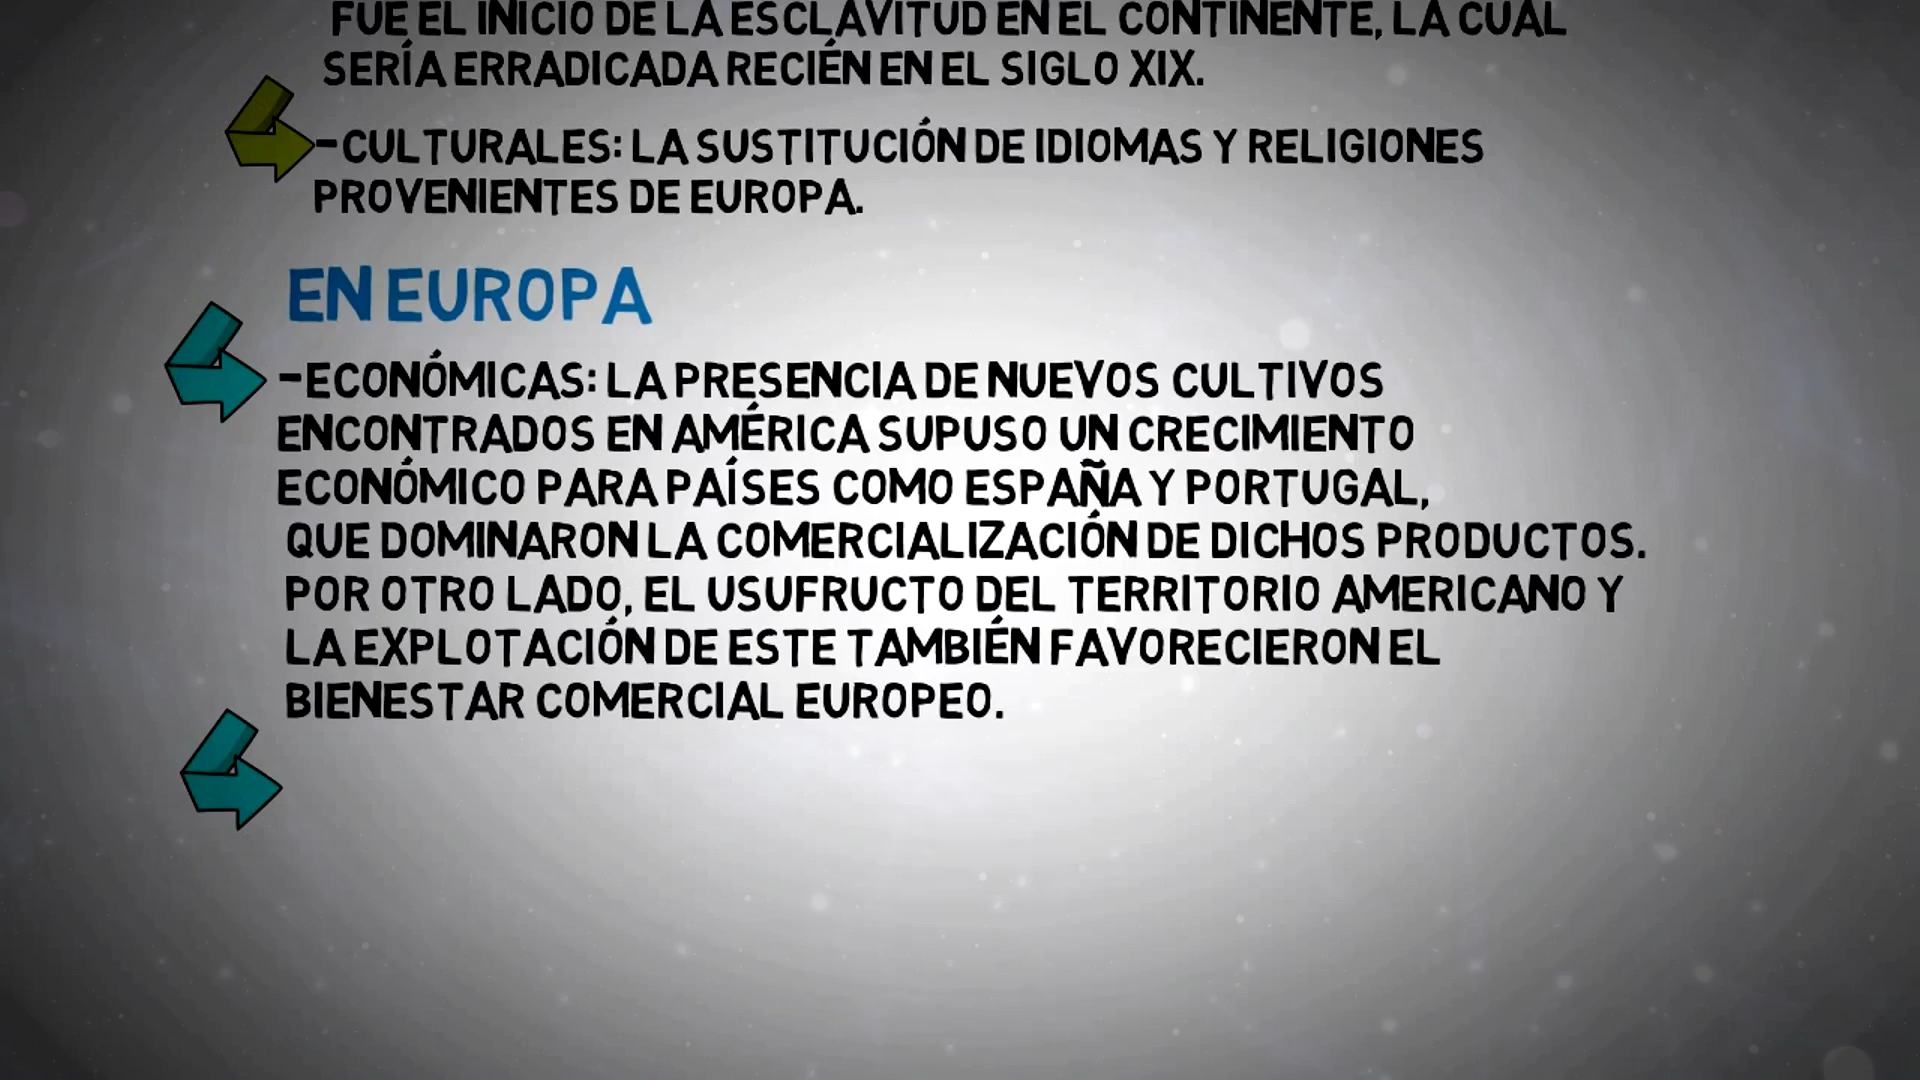 FUE EL INICIO DE LA ESCLAVITUD EN EL CONTINENTE, LA CUAL
SERÍA ERRADICADA RECIÉN EN EL SIGLO XIX.
-CULTURALES: LA SUSTITUCIÓN DE IDIOMAS Y RELIGIONES
PROVENIENTES DE EUROPA.
EN EUROPA
-ECONÓMICAS: LA PRESENCIA DE NUEVOS CULTIVOS
ENCONTRADOS EN AMÉRICA SUPUSO UN CRECIMIENTO
ECONÓMICO PARA PAÍSES COMO ESPAÑA Y PORTUGAL,
QUE DOMINARON LA COMERCIALIZACIÓN DE DICHOS PRODUCTOS.
POR OTRO LADO, EL USUFRUCTO DEL TERRITORIO AMERICANO Y
LA EXPLOTACIÓN DE ESTE TAMBIÉN FAVORECIERON EL
BIENESTAR COMERCIAL EUROPEO.